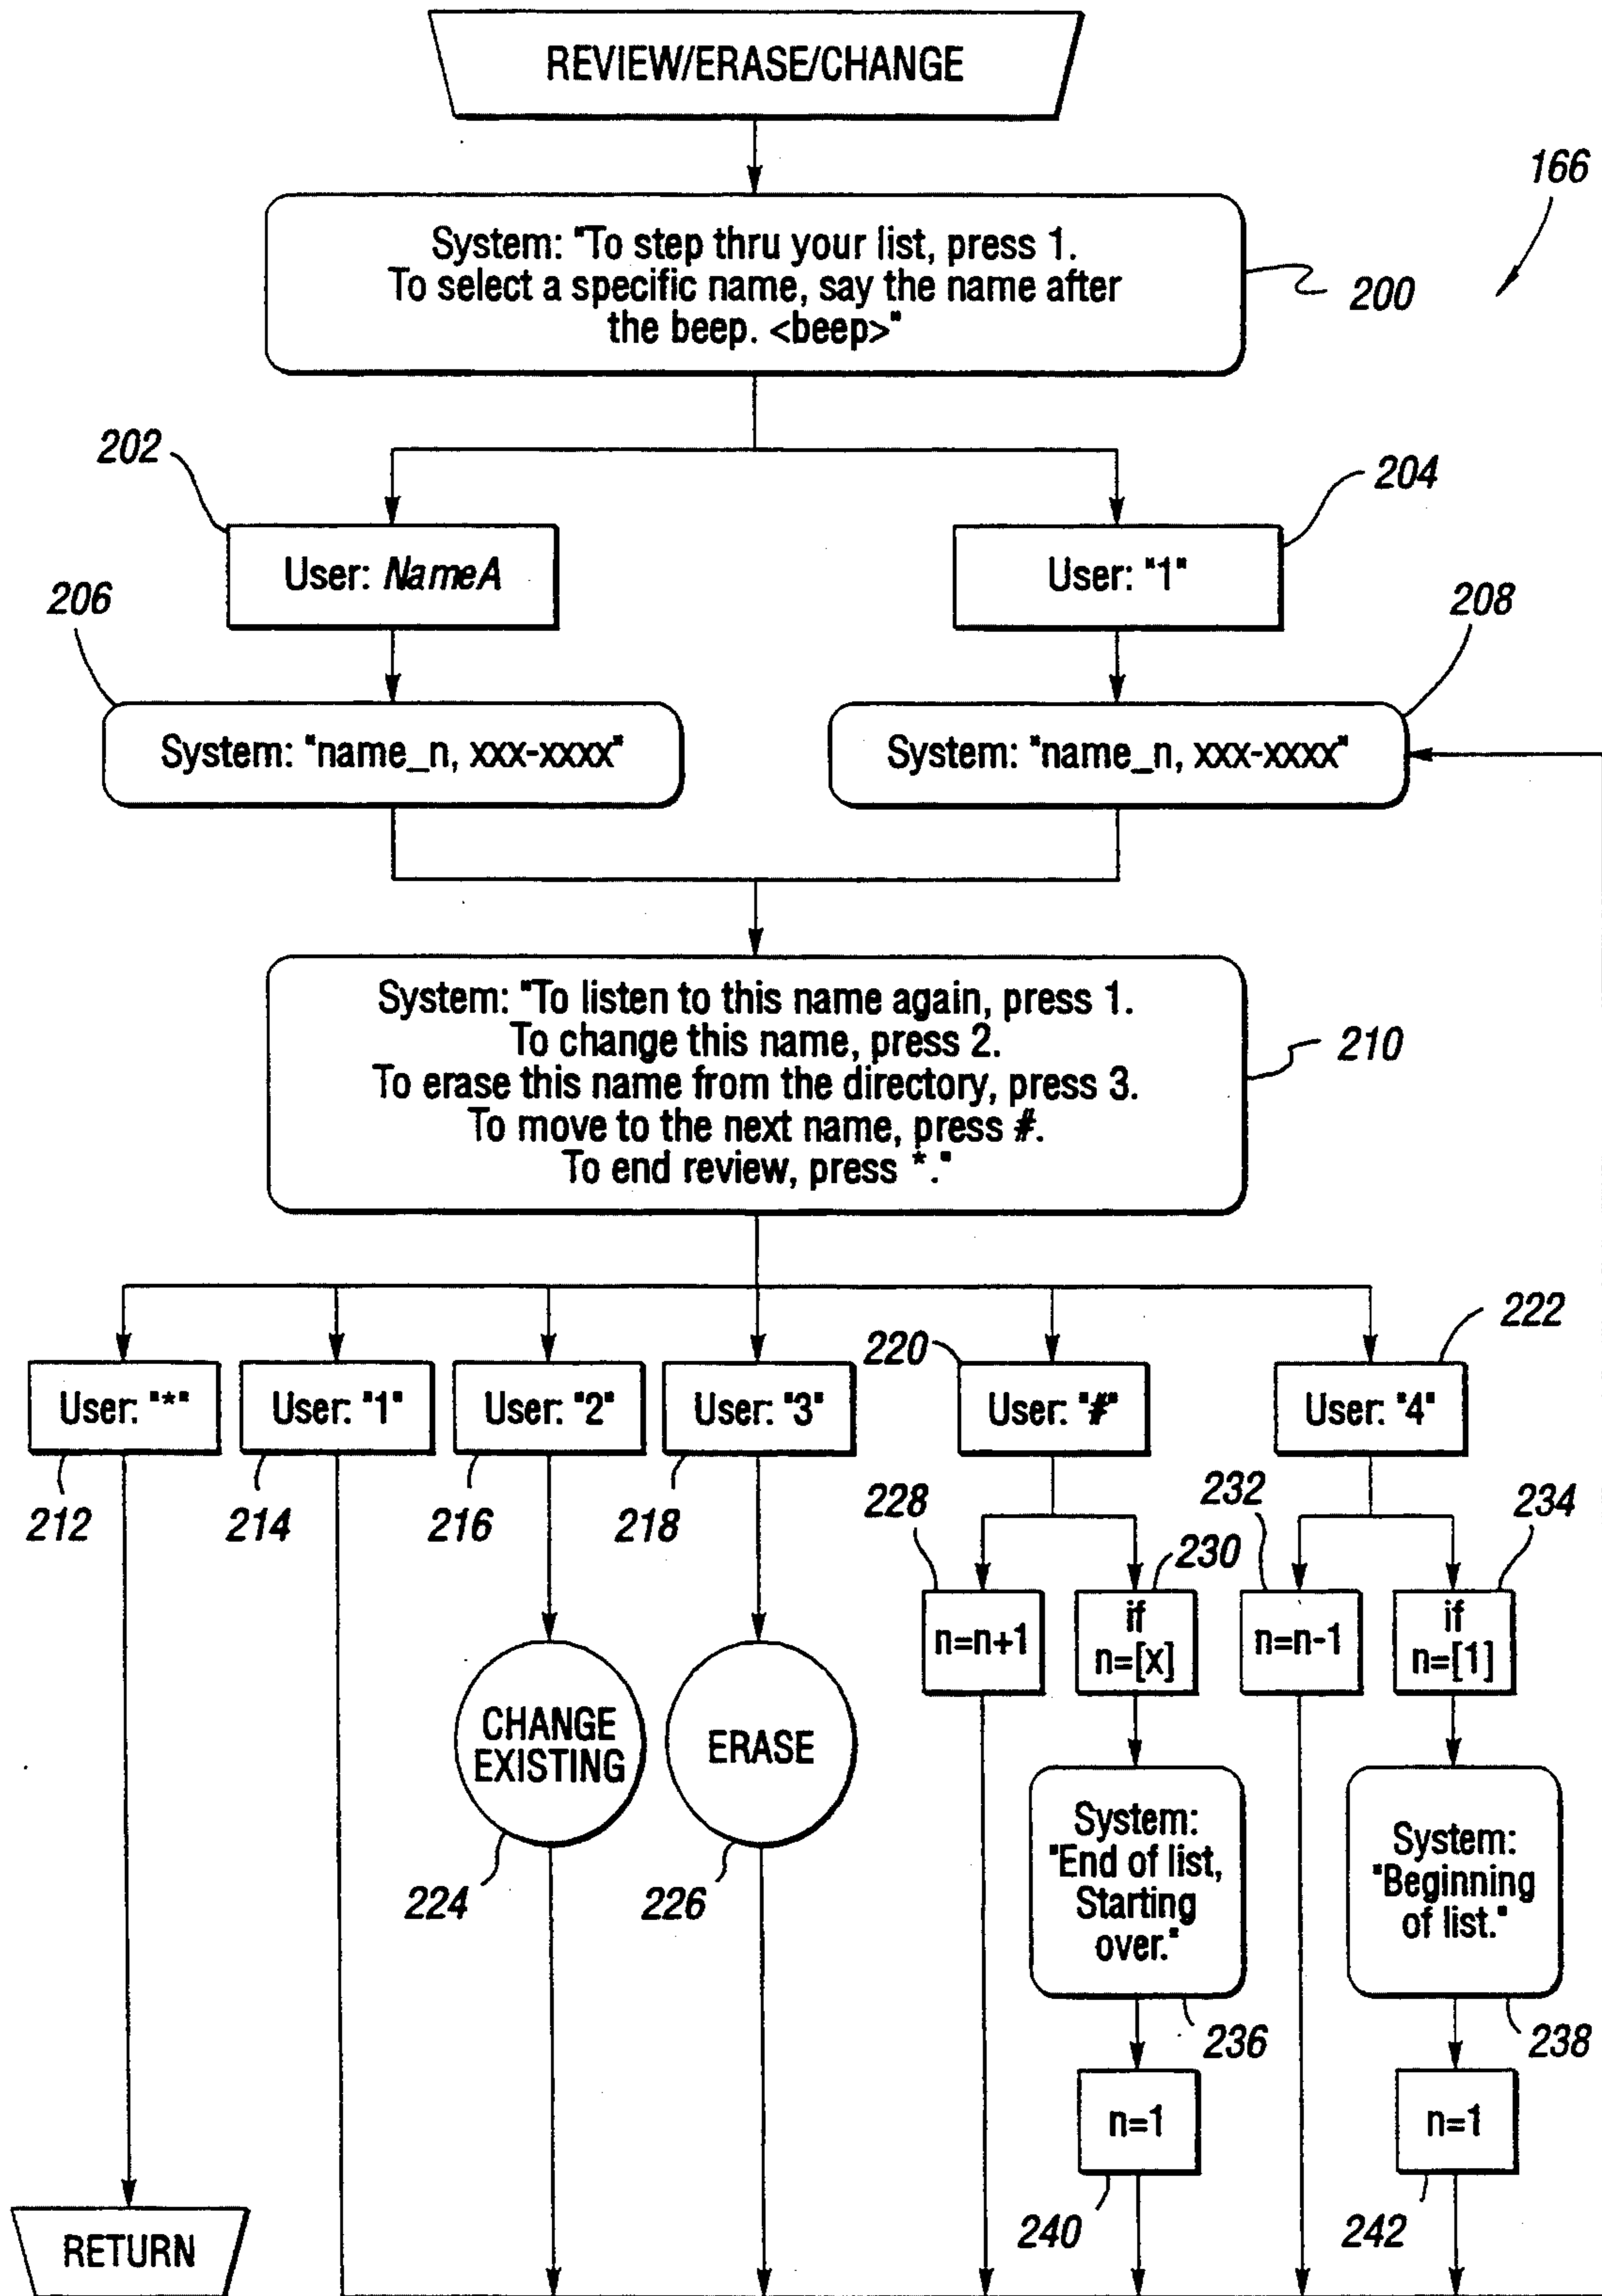 REVIEW/ERASE/CHANGE
166
System: "To step thru your list, press 1.
To select a specific name, say the name after
the beep. <beep>"
200
202
204
User: NameA
User: "1"
206
208
System: "name_n, xxx-xxxx"
System: "name_n, xxx-xxxx"
System: "To listen to this name again, press 1.
To change this name, press 2.
To erase this name from the directory, press 3.
To move to the next name, press #.
To end review, press *."
210
220
222
User: "*"
User: "1"
User: "2"
User: "3"
User: "#"
User: "4"
212
214
216
218
228
230
232
234
n=n+1
if
n=[x]
n=n-1
if
n=[1]
CHANGE
EXISTING
ERASE
224
226
System:
"End of list,
Starting
over."
System:
"Beginning
of list."
236
238
n=1
n=1
240
242
RETURN